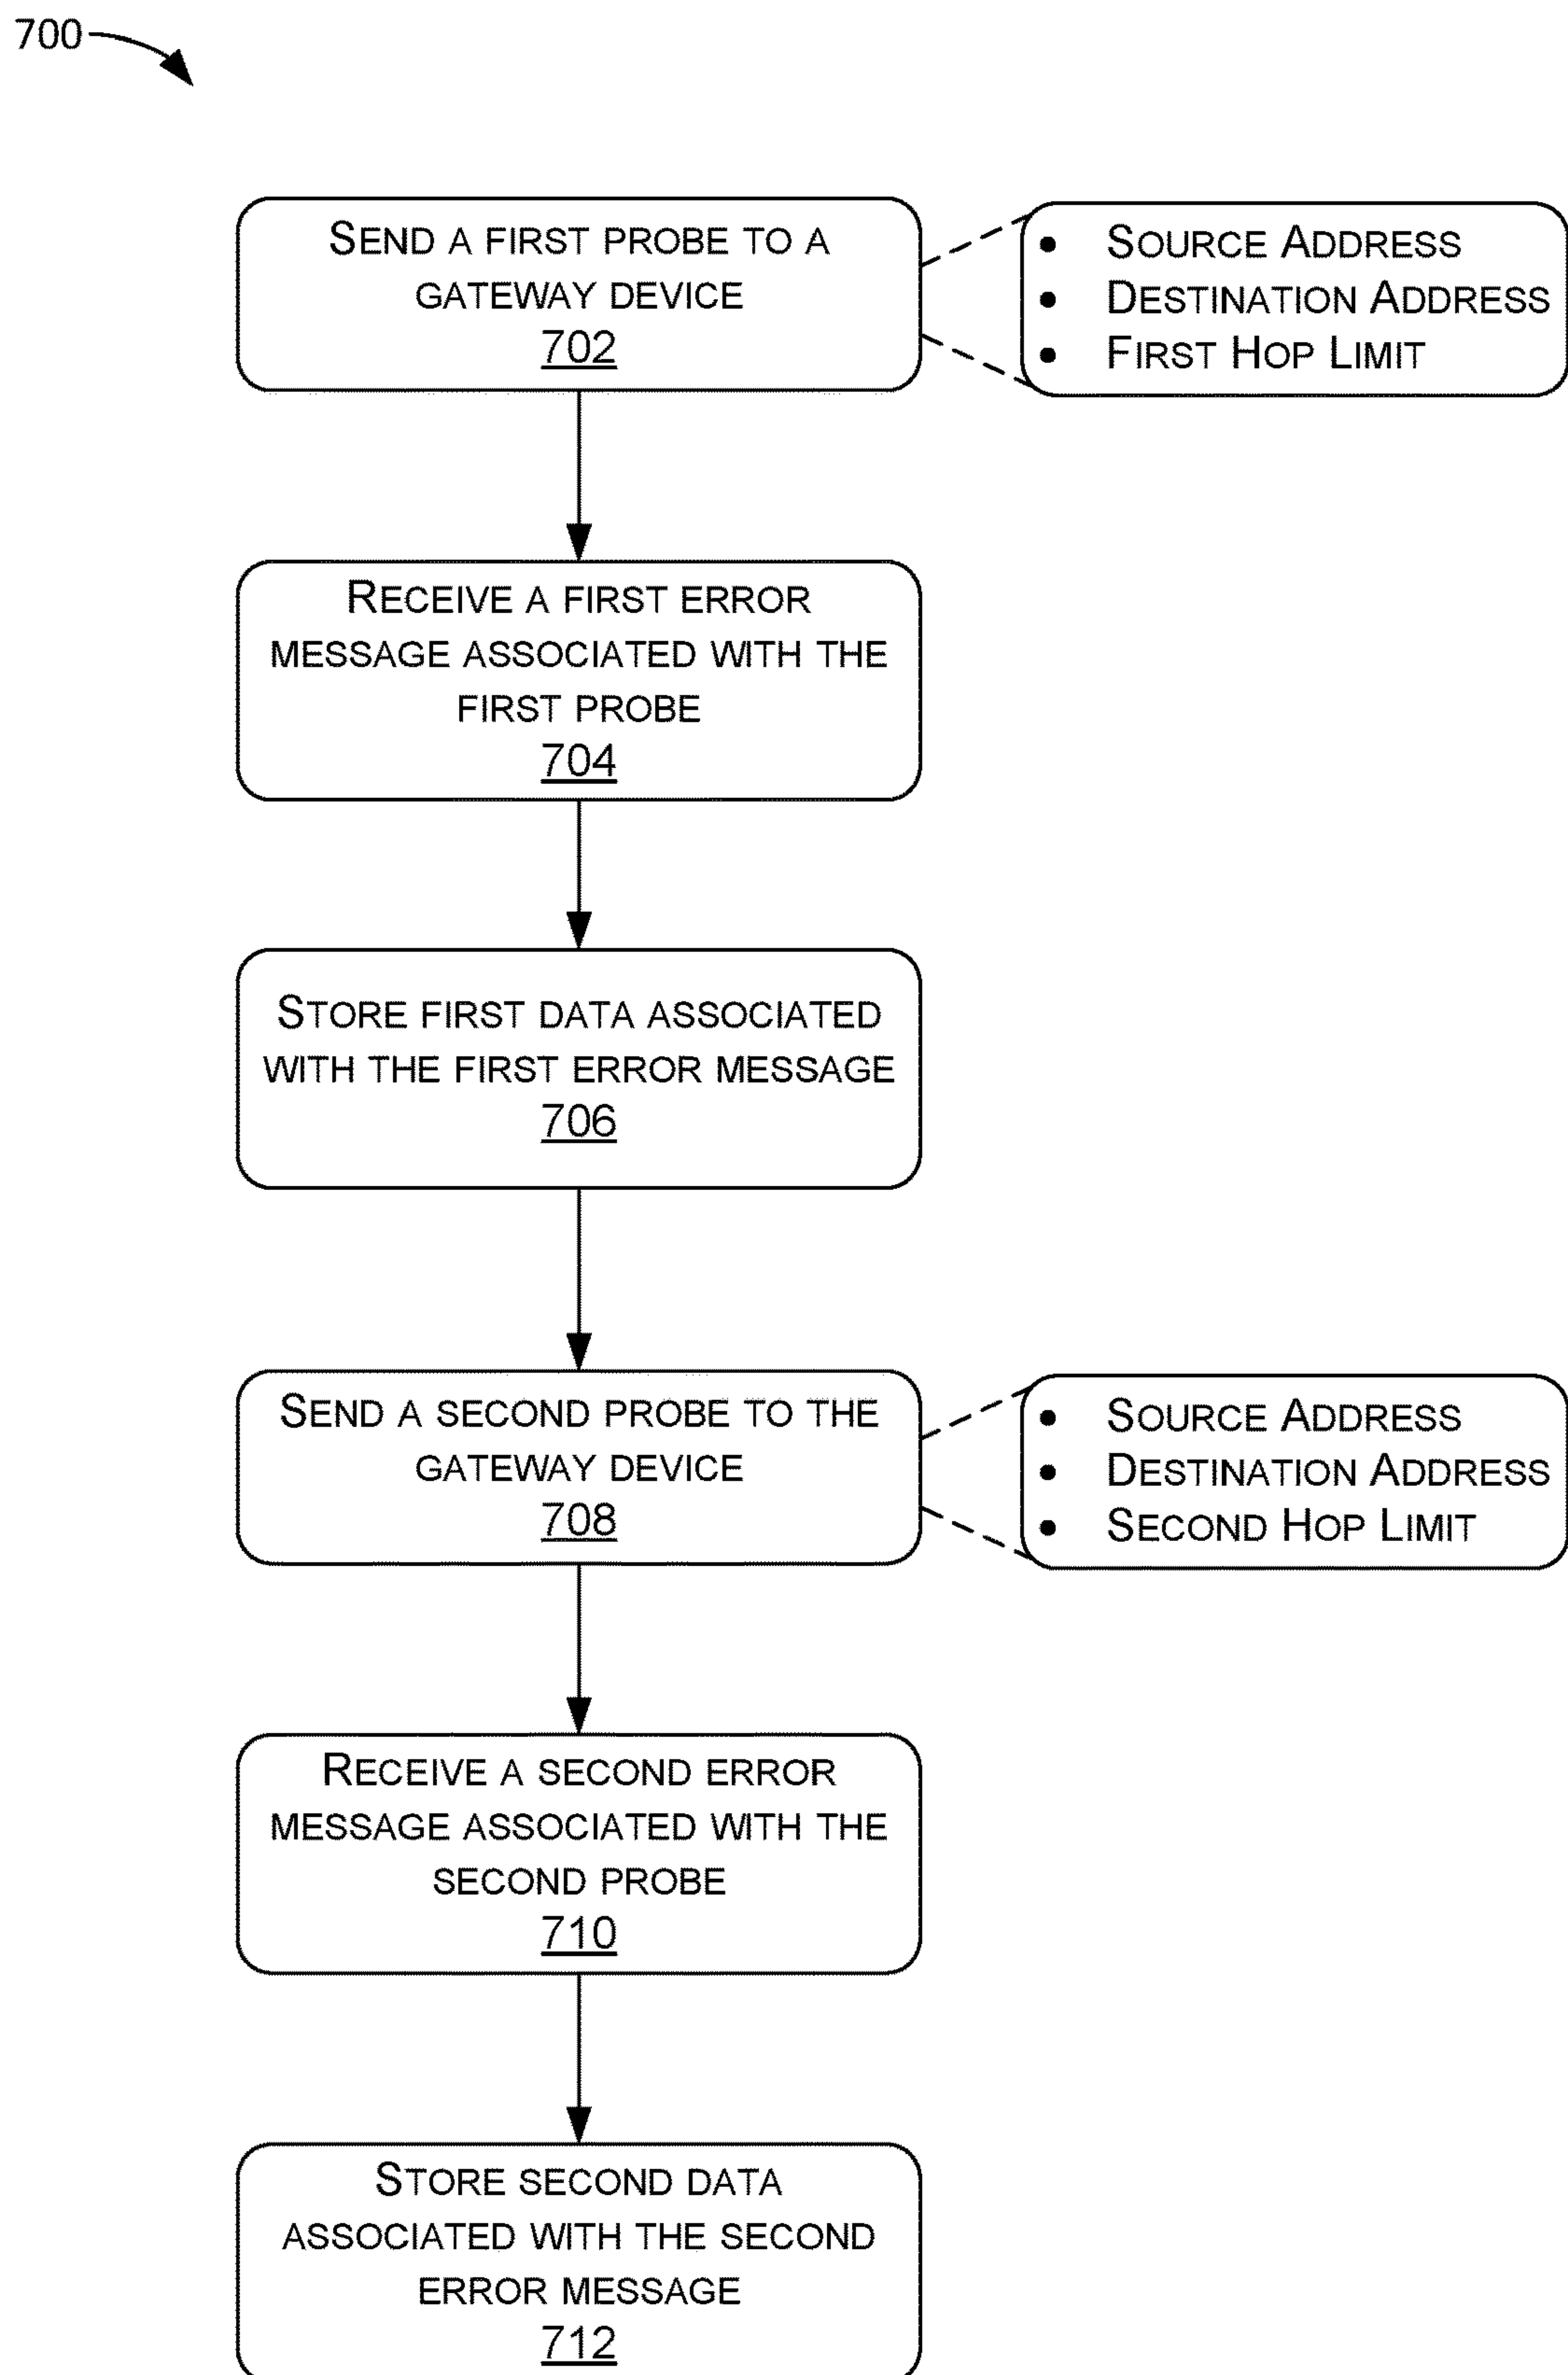 700
SEND A FIRST PROBE TO A
GATEWAY DEVICE
702
• SOURCE ADDRESS
• DESTINATION ADDRESS
• FIRST HOP LIMIT
RECEIVE A FIRST ERROR
MESSAGE ASSOCIATED WITH THE
FIRST PROBE
704
STORE FIRST DATA ASSOCIATED
WITH THE FIRST ERROR MESSAGE
706
SEND A SECOND PROBE TO THE
GATEWAY DEVICE
708
• SOURCE ADDRESS
• DESTINATION ADDRESS
• SECOND HOP LIMIT
RECEIVE A SECOND ERROR
MESSAGE ASSOCIATED WITH THE
SECOND PROBE
710
STORE SECOND DATA
ASSOCIATED WITH THE SECOND
ERROR MESSAGE
712